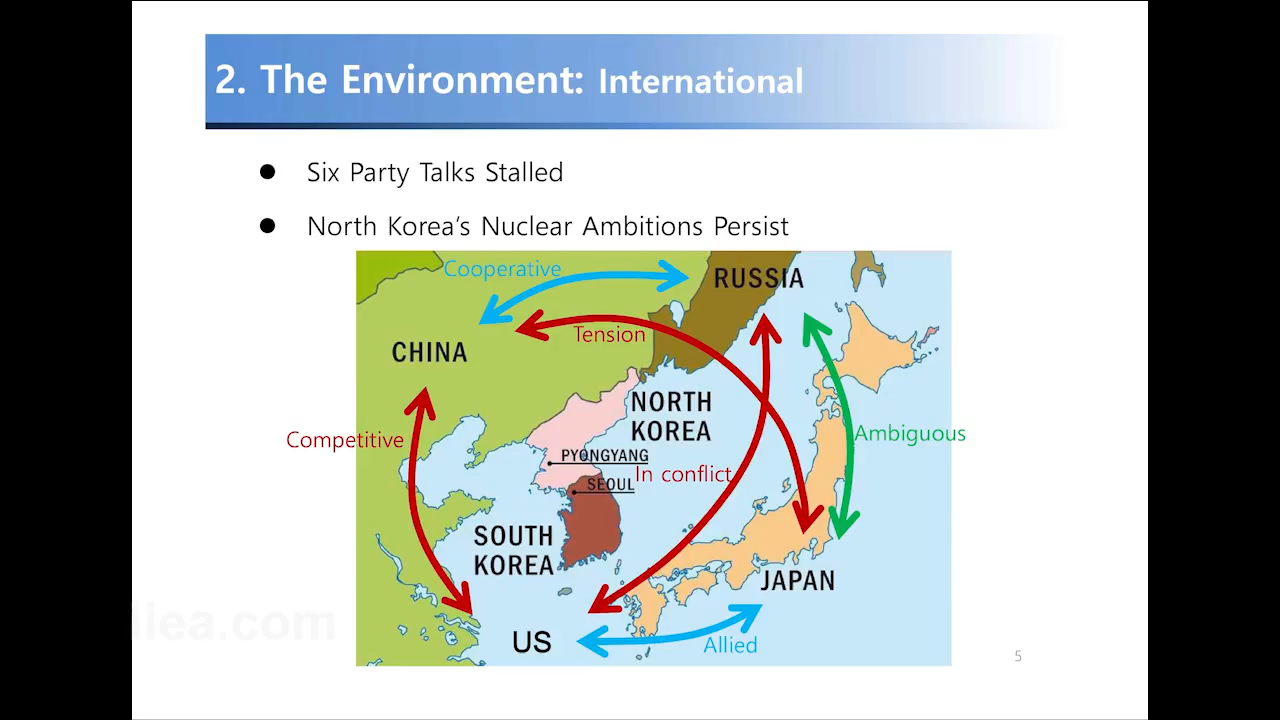 2. The Environment: International
● Six Party Talks Stalled
● North Korea's Nuclear Ambitions Persist
Cooperative
RUSSIA
Tension
CHINA
NORTH
KOREA
Competitive
Ambiguous
PYONGYANG
In conflict
SEOUL
SOUTH
KOREA
JAPAN
US
Allied
5